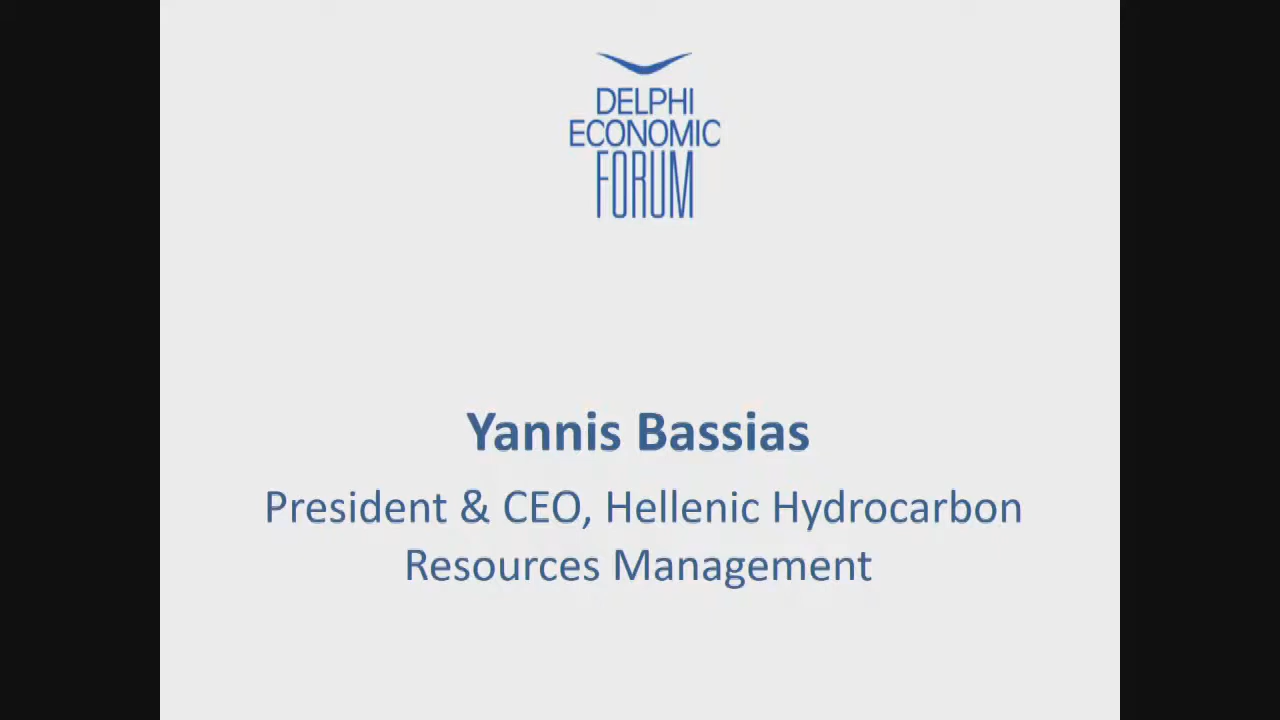 DELPHI
ECONOMIC
FORUM
Yannis Bassias
President & CEO, Hellenic Hydrocarbon
Resources Management